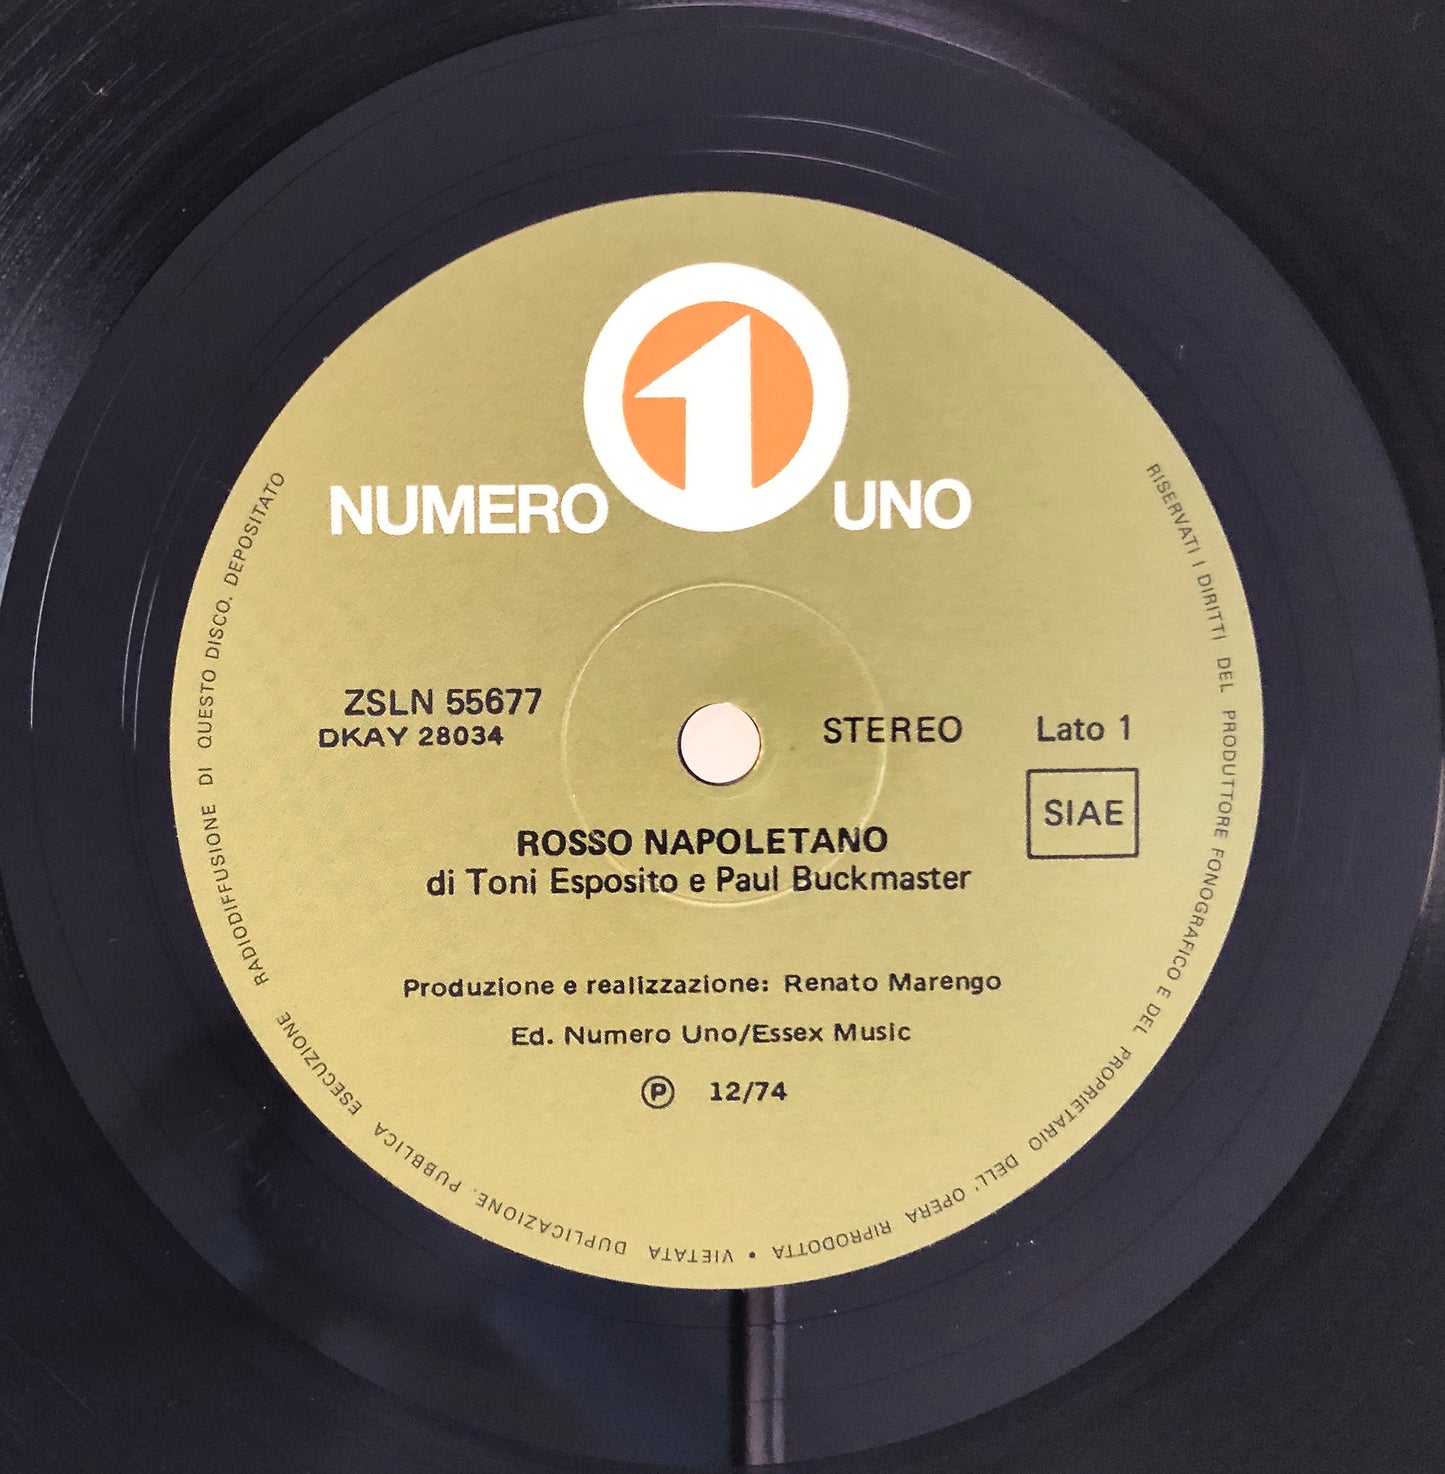 NUMERO 1 UNO
ZSLN 55677
DKAY 28034
STEREO
Lato 1
SIAE
ROSSO NAPOLETANO
di Toni Esposito e Paul Buckmaster
Produzione e realizzazione: Renato Marengo
Ed. Numero Uno/Essex Music
Ⓟ 12/74
RISERVATI I DIRITTI DEL PRODUTTORE FONOGRAFICO E DEL PROPRIETARIO DELL' OPERA RIPRODOTTA • VIETATA DUPLICAZIONE. PUBBLICA ESECUZIONE RADIODIFFUSIONE DI QUESTO DISCO. DEPOSITATO